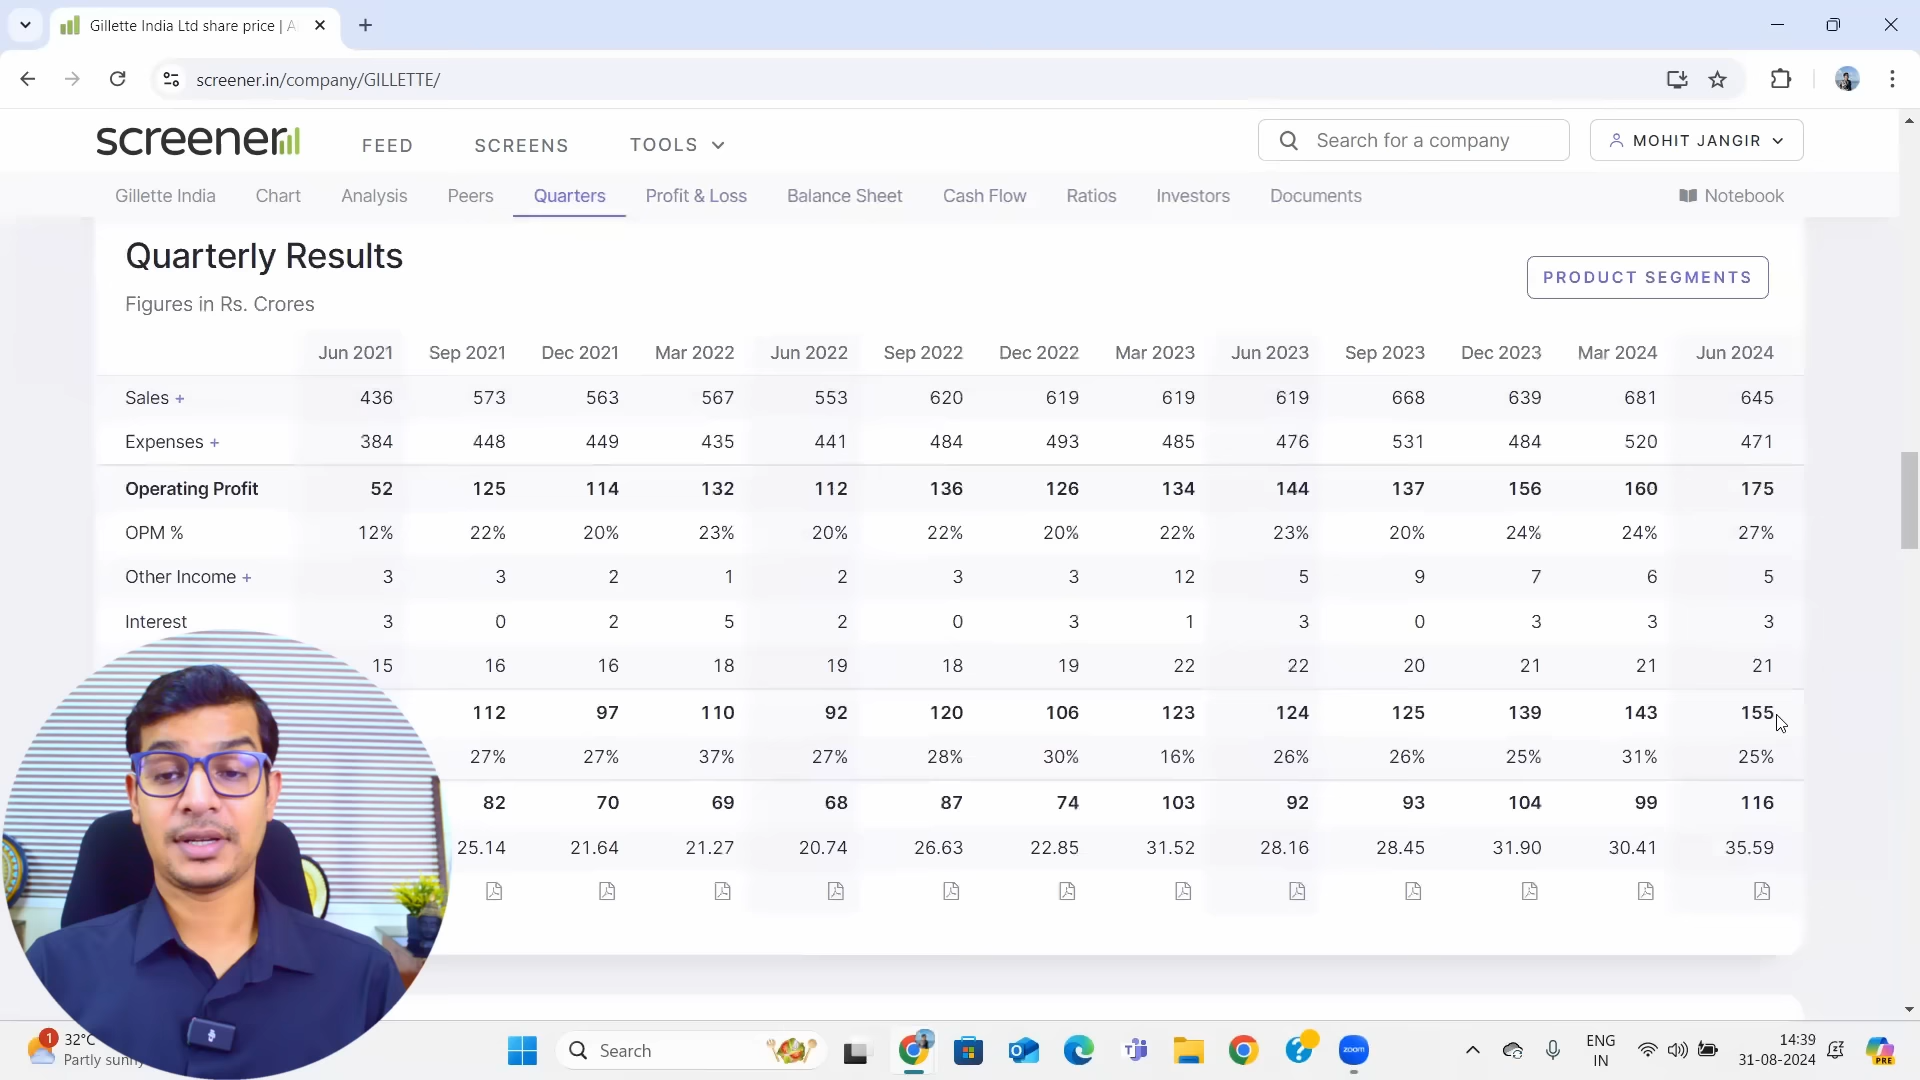 Gillette India Ltd share price | A
screener.in/company/GILLETTE/
screener
FEED
SCREENS
TOOLS
Search for a company
MOHIT JANGIR
Gillette India
Chart
Analysis
Peers
Quarters
Profit & Loss
Balance Sheet
Cash Flow
Ratios
Investors
Documents
Notebook
Quarterly Results
PRODUCT SEGMENTS
Figures in Rs. Crores
Jun 2021 Sep 2021 Dec 2021 Mar 2022 Jun 2022 Sep 2022 Dec 2022 Mar 2023 Jun 2023 Sep 2023 Dec 2023 Mar 2024 Jun 2024
Sales + 436 573 563 567 553 620 619 619 619 668 639 681 645
Expenses + 384 448 449 435 441 484 493 485 476 531 484 520 471
Operating Profit 52 125 114 132 112 136 126 134 144 137 156 160 175
OPM % 12% 22% 20% 23% 20% 22% 20% 22% 23% 20% 24% 24% 27%
Other Income + 3 3 2 1 2 3 3 12 5 9 7 6 5
Interest 3 0 2 5 2 0 3 1 3 0 3 3 3
15 16 16 18 19 18 19 22 22 20 21 21 21
112 97 110 92 120 106 123 124 125 139 143 155
27% 27% 37% 27% 28% 30% 16% 26% 26% 25% 31% 25%
82 70 69 68 87 74 103 92 93 104 99 116
25.14 21.64 21.27 20.74 26.63 22.85 31.52 28.16 28.45 31.90 30.41 35.59
1
32°C
Partly sunny
Search
zoom
PRE
ENG
IN
14:39
31-08-2024